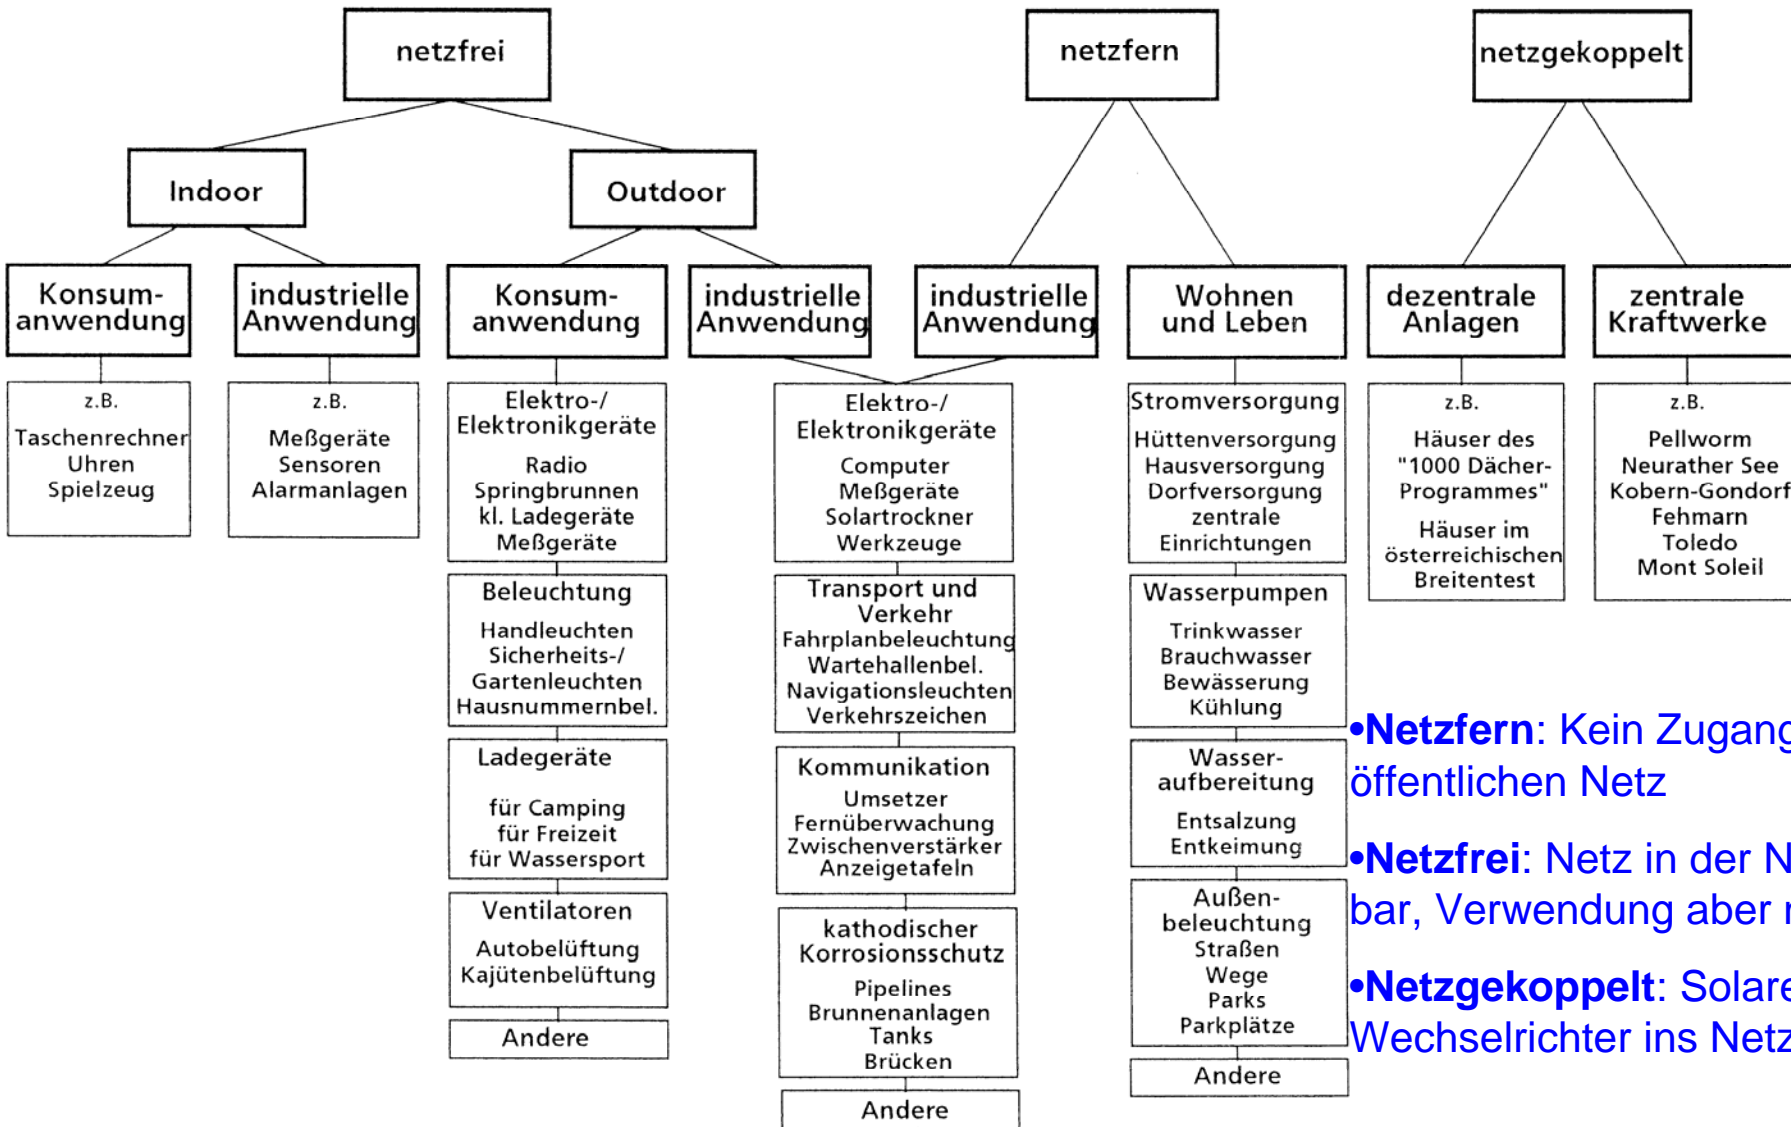 netzfrei
netzfern
netzgekoppelt
Indoor
Outdoor
Konsum-
anwendung
industrielle
Anwendung
Konsum-
anwendung
industrielle
Anwendung
industrielle
Anwendung
Wohnen
und Leben
dezentrale
Anlagen
zentrale
Kraftwerke
z.B.
Taschenrechner
Uhren
Spielzeug
z.B.
Meßgeräte
Sensoren
Alarmanlagen
Elektro-/
Elektronikgeräte
Radio
Springbrunnen
kl. Ladegeräte
Meßgeräte
Beleuchtung
Handleuchten
Sicherheits-/
Gartenleuchten
Hausnummernbel.
Ladegeräte
für Camping
für Freizeit
für Wassersport
Ventilatoren
Autobelüftung
Kajütenbelüftung
Andere
Elektro-/
Elektronikgeräte
Computer
Meßgeräte
Solartrockner
Werkzeuge
Transport und
Verkehr
Fahrplanbeleuchtung
Wartehallenbel.
Navigationsleuchten
Verkehrszeichen
Kommunikation
Umsetzer
Fernüberwachung
Zwischenverstärker
Anzeigetafeln
kathodischer
Korrosionsschutz
Pipelines
Brunnenanlagen
Tanks
Brücken
Andere
Stromversorgung
Hüttenversorgung
Hausversorgung
Dorfversorgung
zentrale
Einrichtungen
Wasserpumpen
Trinkwasser
Brauchwasser
Bewässerung
Kühlung
Wasser-
aufbereitung
Entsalzung
Entkeimung
Außen-
beleuchtung
Straßen
Wege
Parks
Parkplätze
Andere
z.B.
Häuser des
"1000 Dächer-
Programmes"
Häuser im
österreichischen
Breitentest
z.B.
Pellworm
Neurather See
Kobern-Gondorf
Fehmarn
Toledo
Mont Soleil
•Netzfern: Kein Zugang
öffentlichen Netz
•Netzfrei: Netz in der
bar, Verwendung aber
•Netzgekoppelt: Solare
Wechselrichter ins Netz